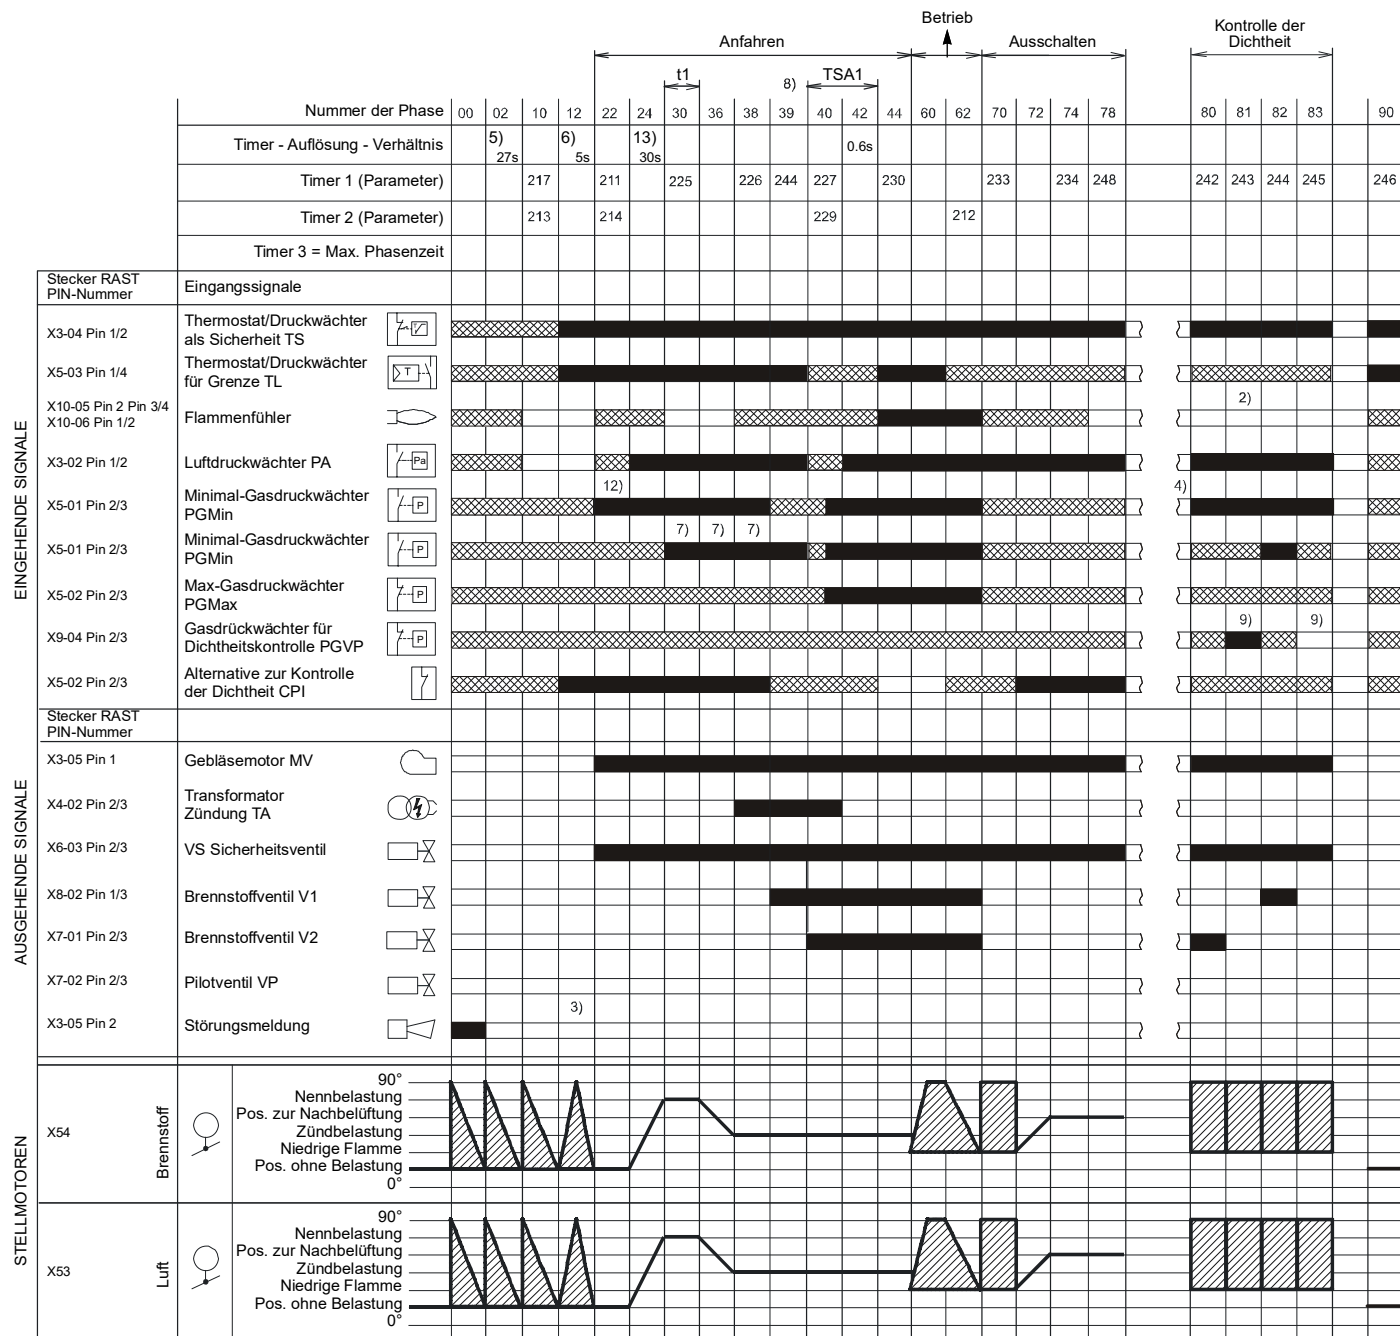 Betrieb
Anfahren
Ausschalten
Kontrolle der
Dichtheit
t1
8)
TSA1
Nummer der Phase 00 02 10 12 22 24 30 36 38 39 40 42 44 60 62 70 72 74 78 80 81 82 83 90
Timer - Auflösung - Verhältnis 5) 27s 6) 5s 13) 30s 0.6s
Timer 1 (Parameter) 217 211 225 226 244 227 230 233 234 248 242 243 244 245 246
Timer 2 (Parameter) 213 214 229 212
Timer 3 = Max. Phasenzeit
EINGEHENDE SIGNALE
Stecker RAST
PIN-Nummer
Eingangssignale
X3-04 Pin 1/2
Thermostat/Druckwächter
als Sicherheit TS
X5-03 Pin 1/4
Thermostat/Druckwächter
für Grenze TL
T
2)
X10-05 Pin 2 Pin 3/4
X10-06 Pin 1/2
Flammenfühler
X3-02 Pin 1/2
Luftdruckwächter PA
Pa
12)
4)
X5-01 Pin 2/3
Minimal-Gasdruckwächter
PGMin
P
7) 7) 7)
X5-01 Pin 2/3
Minimal-Gasdruckwächter
PGMin
P
X5-02 Pin 2/3
Max-Gasdruckwächter
PGMax
P
9) 9)
X9-04 Pin 2/3
Gasdrückwächter für
Dichtheitskontrolle PGVP
P
X5-02 Pin 2/3
Alternative zur Kontrolle
der Dichtheit CPI
AUSGEHENDE SIGNALE
Stecker RAST
PIN-Nummer
X3-05 Pin 1
Gebläsemotor MV
X4-02 Pin 2/3
Transformator
Zündung TA
X6-03 Pin 2/3
VS Sicherheitsventil
X8-02 Pin 1/3
Brennstoffventil V1
X7-01 Pin 2/3
Brennstoffventil V2
X7-02 Pin 2/3
Pilotventil VP
3)
X3-05 Pin 2
Störungsmeldung
STELLMOTOREN
X54
Brennstoff
90°
Nennbelastung
Pos. zur Nachbelüftung
Zündbelastung
Niedrige Flamme
Pos. ohne Belastung
0°
X53
Luft
90°
Nennbelastung
Pos. zur Nachbelüftung
Zündbelastung
Niedrige Flamme
Pos. ohne Belastung
0°